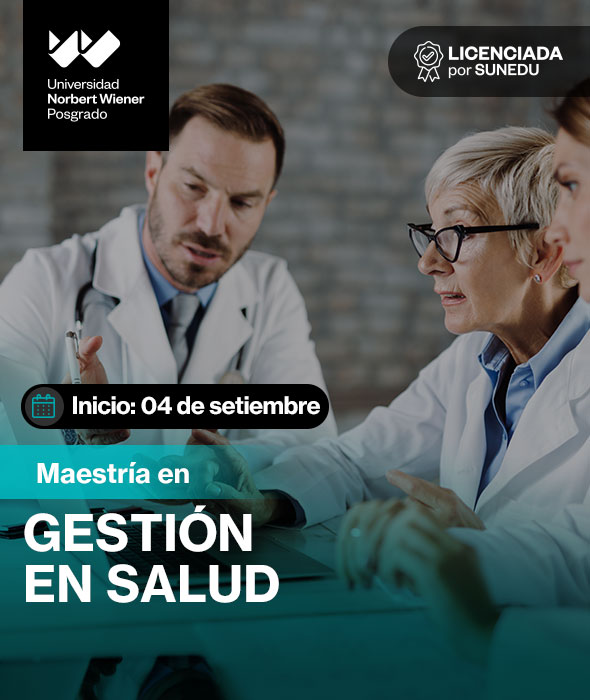 Universidad
Norbert Wiener
Posgrado
LICENCIADA
por SUNEDU
Inicio: 04 de setiembre
Maestría en
GESTIÓN
EN SALUD